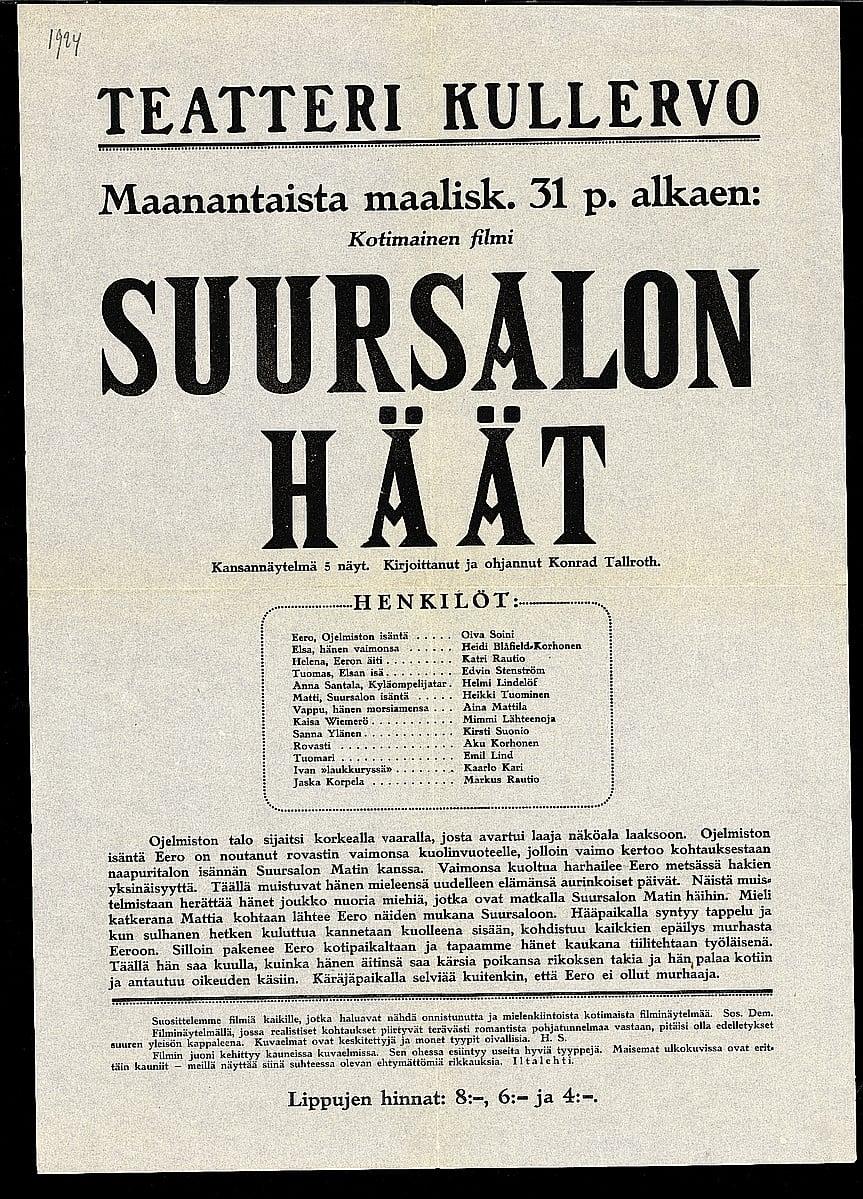 1924
TEATTERI KULLERVO
Maanantaista maalisk. 31 p. alkaen:
Kotimainen filmi
SUURSALON
HÄÄT
Kansannäytelmä 5 näyt. Kirjoittanut ja ohjannut Konrad Tallroth.
HENKILÖT:
Eero, Ojelmiston isäntä . . . . . Oiva Soini
Elsa, hänen vaimonsa . . . . . . Heidi Blåfield-Korhonen
Helena, Eeron äiti . . . . . . . . . Katri Rautio
Tuomas, Elsan isä . . . . . . . . . Edvin Stenström
Anna Santala, Kyläompelijatar . Helmi Lindelöf
Matti, Suursalon isäntä . . . . . Heikki Tuominen
Vappu, hänen morsiamensa . . . Aina Mattila
Kaisa Wiemerö . . . . . . . . . . . Mimmi Lähteenoja
Sanna Ylänen . . . . . . . . . . . . Kirsti Suonio
Rovasti . . . . . . . . . . . . . . . Aku Korhonen
Tuomari . . . . . . . . . . . . . . . Emil Lind
Ivan »laukkuryssä» . . . . . . . . Kaarlo Kari
Jaska Korpela . . . . . . . . . . . Markus Rautio
Ojelmiston talo sijaitsi korkealla vaaralla, josta avartui laaja näköala laaksoon. Ojelmiston
isäntä Eero on noutanut rovastin vaimonsa kuolinvuoteelle, jolloin vaimo kertoo kohtauksestaan
naapuritalon isännän Suursalon Matin kanssa. Vaimonsa kuoltua harhailee Eero metsässä hakien
yksinäisyyttä. Täällä muistuvat hänen mieleensä uudelleen elämänsä aurinkoiset päivät. Näistä muis-
telmistaan herättää hänet joukko nuoria miehiä, jotka ovat matkalla Suursalon Matin häihin. Mieli
katkerana Mattia kohtaan lähtee Eero näiden mukana Suursaloon. Hääpaikalla syntyy tappelu ja
kun sulhanen hetken kuluttua kannetaan kuolleena sisään, kohdistuu kaikkien epäilys murhasta
Eeroon. Silloin pakenee Eero kotipaikaltaan ja tapaamme hänet kaukana tiilitehtaan työläisenä.
Täällä hän saa kuulla, kuinka hänen äitinsä saa kärsiä poikansa rikoksen takia ja hän palaa kotiin
ja antautuu oikeuden käsiin. Käräjäpaikalla selviää kuitenkin, että Eero ei ollut murhaaja.
Suosittelemme filmiä kaikille, jotka haluavat nähdä onnistunutta ja mielenkiintoista kotimaista filminäytelmää. Sos. Dem.
Filminäytelmällä, jossa realistiset kohtaukset pliretyvät terävästi romantista pohjatunnelmaa vastaan, pitäisi olla edelletykset
suuren yleisön kappaleena. Kuvaelmat ovat keskitettyjä ja monet tyypit oivallisia. H. S.
Filmin juoni kehittyy kauneissa kuvaelmissa. Sen ohessa esiintyy useita hyviä tyyppejä. Maisemat ulkokuvissa ovat erit-
täin kauniit — meillä näyttää siinä suhteessa olevan ehtymättömiä rikkauksia. Iltalehti.
Lippujen hinnat: 8:–, 6:– ja 4:–.